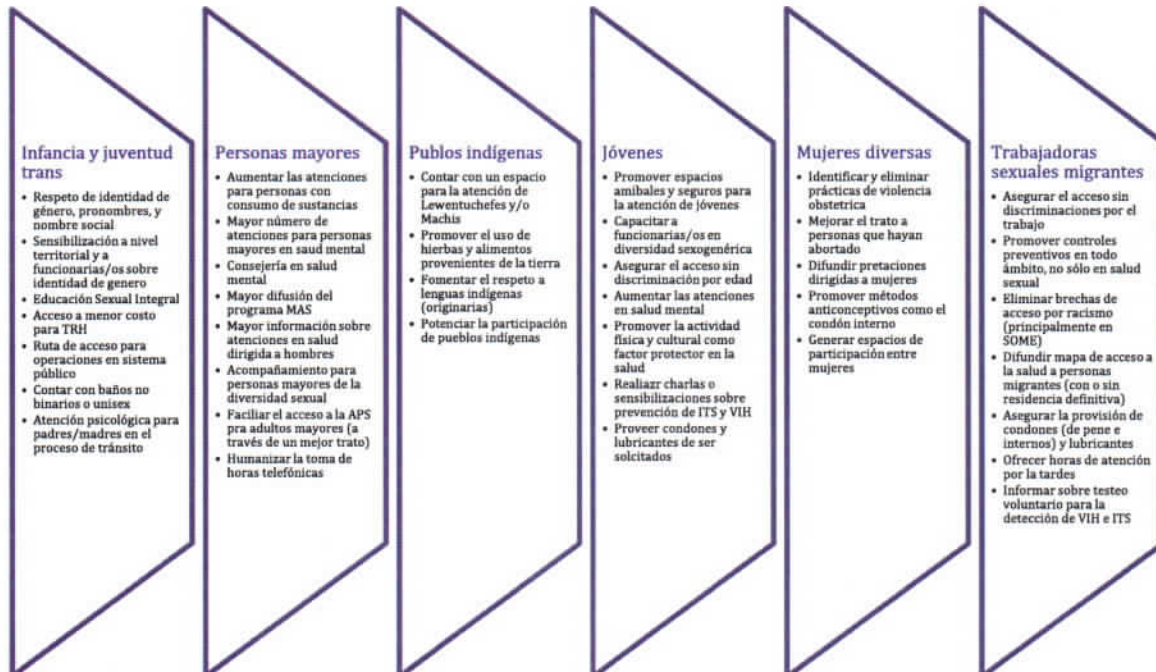 Infancia y juventud
trans
• Respeto de identidad de
género, pronombres, y
nombre social
• Sensibilización a nivel
territorial y a
funcionarias/os sobre
identidad de genero
• Educación Sexual Integral
• Acceso a menor costo
para TRH
• Ruta de acceso para
operaciones en sistema
público
• Contar con baños no
binarios o unisex
• Atención psicológica para
padres/madres en el
proceso de tránsito
Personas mayores
• Aumentar las atenciones
para personas con
consumo de sustancias
• Mayor número de
atenciones para personas
mayores en saud mental
• Consejería en salud
mental
• Mayor difusión del
programa MAS
• Mayor información sobre
atenciones en salud
dirigida a hombres
• Acompañamiento para
personas mayores de la
diversidad sexual
• Faciliar el acceso a la APS
pra adultos mayores (a
través de un mejor trato)
• Humanizar la toma de
horas telefónicas
Publos indígenas
• Contar con un espacio
para la atención de
Lewentuchefes y/o
Machis
• Promover el uso de
hierbas y alimentos
provenientes de la tierra
• Fomentar el respeto a
lenguas indígenas
(originarias)
• Potenciar la participación
de pueblos indígenas
Jóvenes
• Promover espacios
amibales y seguros para
la atención de jóvenes
• Capacitar a
funcionarias/os en
diversidad sexogenérica
• Asegurar el acceso sin
discriminación por edad
• Aumentar las atenciones
en salud mental
• Promover la actividad
física y cultural como
factor protector en la
salud
• Realiazr charlas o
sensibilizaciones sobre
prevención de ITS y VIH
• Proveer condones y
lubricantes de ser
solcitados
Mujeres diversas
• Identificar y eliminar
prácticas de violencia
obstetrica
• Mejorar el trato a
personas que hayan
abortado
• Difundir pretaciones
dirigidas a mujeres
• Promover métodos
anticonceptivos como el
condón interno
• Generar espacios de
participación entre
mujeres
Trabajadoras
sexuales migrantes
• Asegurar el acceso sin
discriminaciones por el
trabajo
• Promover controles
preventivos en todo
ámbito, no sólo en salud
sexual
• Eliminar brechas de
acceso por racismo
(principalmente en
SOME)
• Difundir mapa de acceso a
la salud a personas
migrantes (con o sin
residencia definitiva)
• Asegurar la provisión de
condones (de pene e
internos) y lubricantes
• Ofrecer horas de atención
por la tardes
• Informar sobre testeo
voluntario para la
detección de VIH e ITS